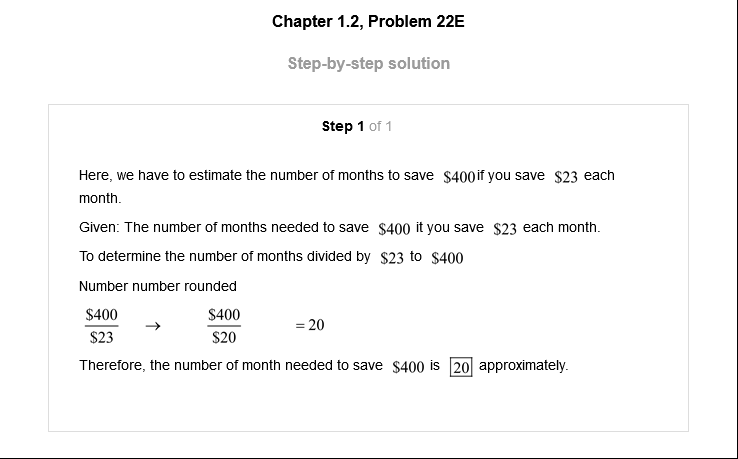 Chapter 1.2, Problem 22E
Step-by-step solution
Step 1 of 1
Here, we have to estimate the number of months to save $400 if you save $23 each
month.
Given: The number of months needed to save $400 it you save $23 each month.
To determine the number of months divided by $23 to $400
Number number rounded
$400/$23 → $400/$20 = 20
Therefore, the number of month needed to save $400 is 20 approximately.